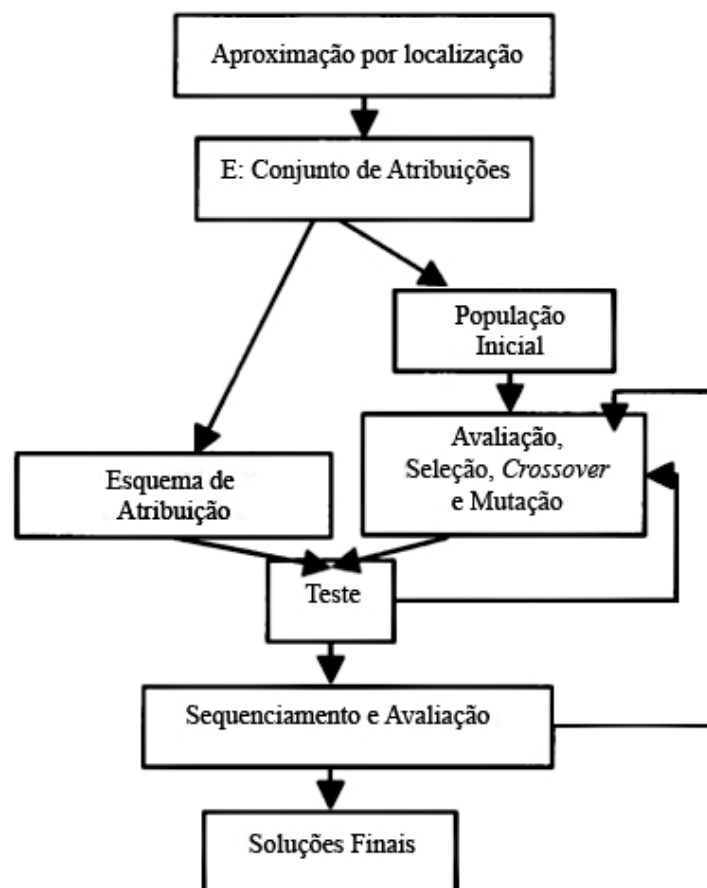 Aproximação por localização
E: Conjunto de Atribuições
População
Inicial
Avaliação,
Seleção, Crossover
e Mutação
Esquema de
Atribuição
Teste
Sequenciamento e Avaliação
Soluções Finais